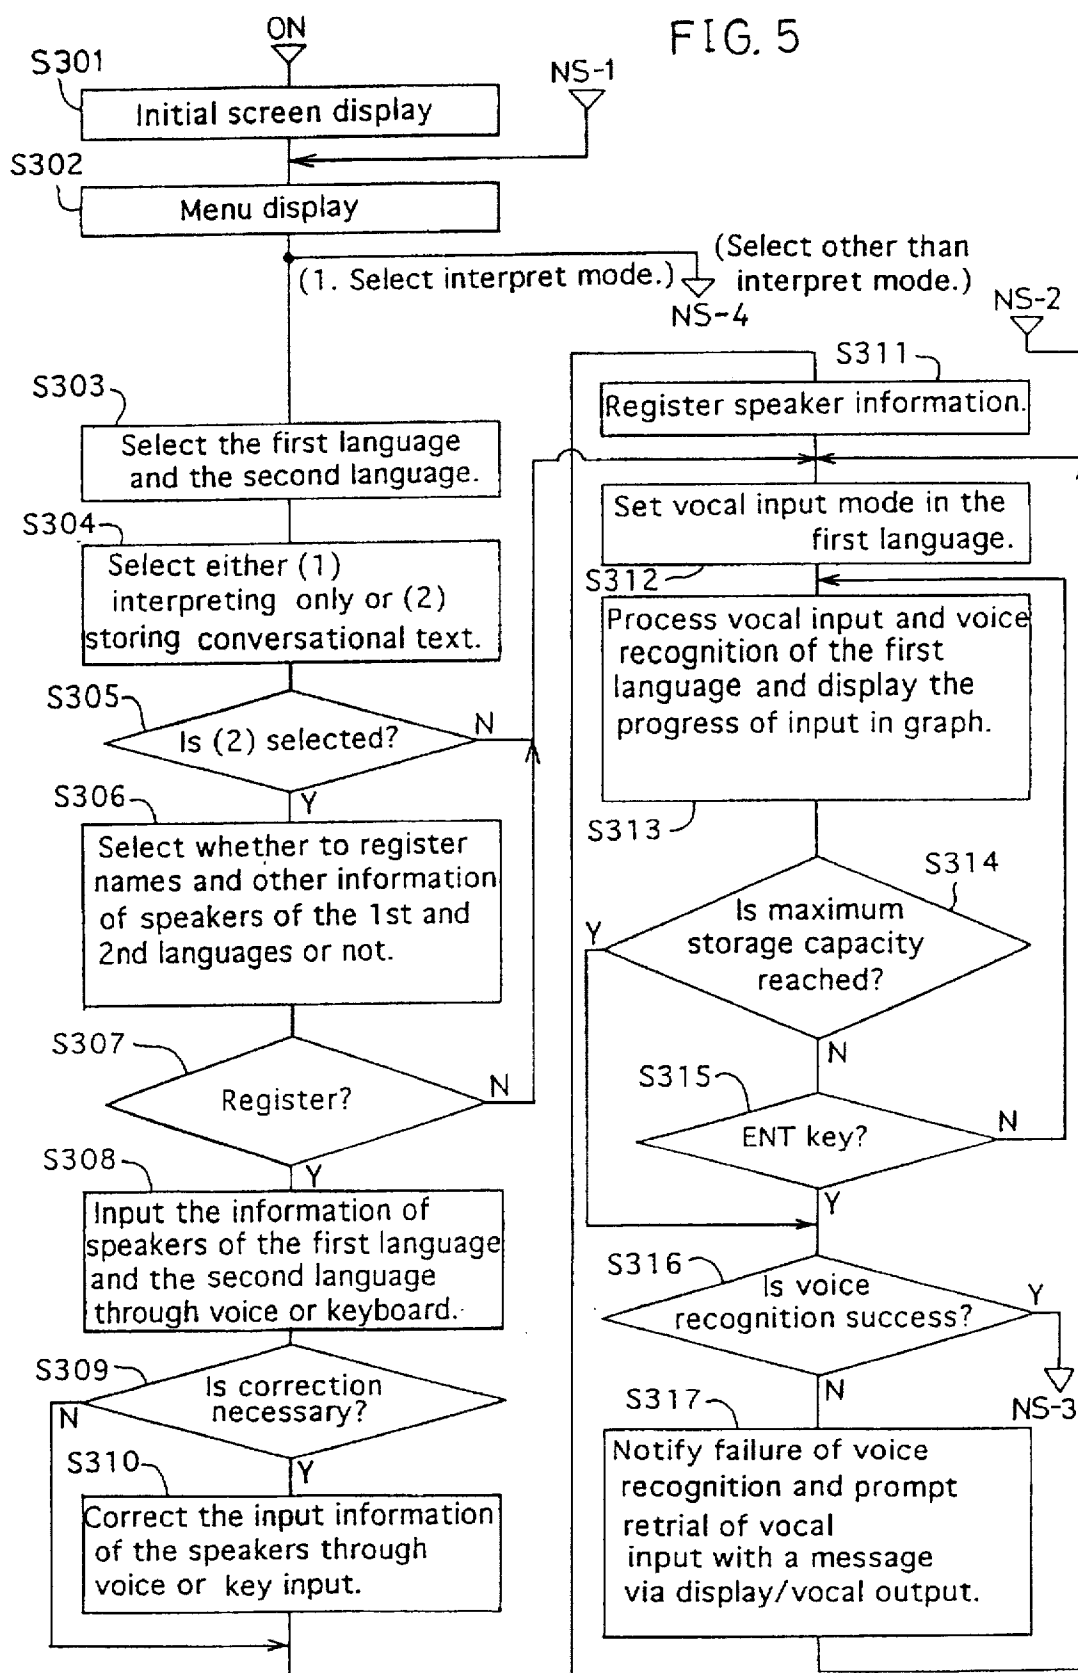 FIG. 5
ON
S301
Initial screen display
NS-1
S302
Menu display
(1. Select interpret mode.)
(Select other than
interpret mode.)
NS-4
S303
Select the first language
and the second language.
S304
Select either (1)
interpreting only or (2)
storing conversational text.
S305
Is (2) selected?
N
Y
S306
Select whether to register
names and other information
of speakers of the 1st and
2nd languages or not.
S307
Register?
N
Y
S308
Input the information of
speakers of the first language
and the second language
through voice or keyboard.
S309
Is correction
necessary?
N
Y
S310
Correct the input information
of the speakers through
voice or key input.
NS-2
S311
Register speaker information.
Set vocal input mode in the
first language.
S312
Process vocal input and voice
recognition of the first
language and display the
progress of input in graph.
S313
S314
Is maximum
storage capacity
reached?
Y
N
S315
ENT key?
N
Y
S316
Is voice
recognition success?
Y
N
NS-3
S317
Notify failure of voice
recognition and prompt
retrial of vocal
input with a message
via display/vocal output.